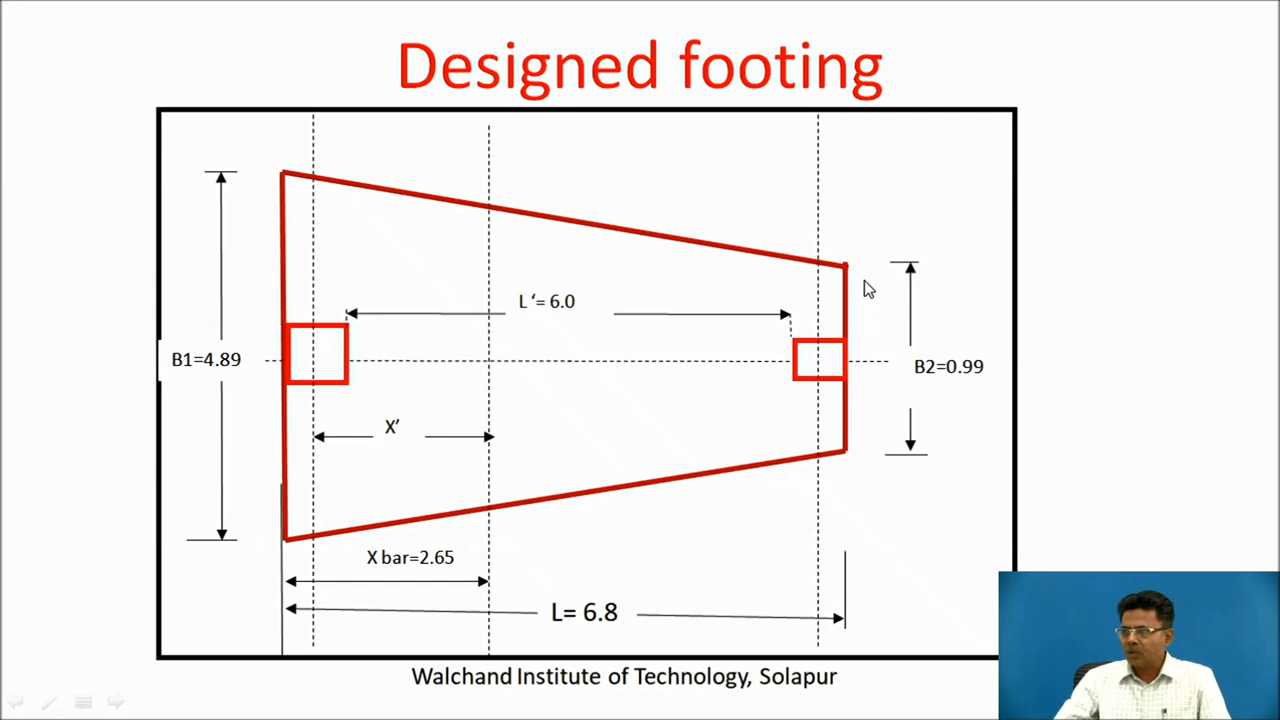 Designed footing
L ‘= 6.0
B1=4.89
B2=0.99
X’
X bar=2.65
L= 6.8
Walchand Institute of Technology, Solapur